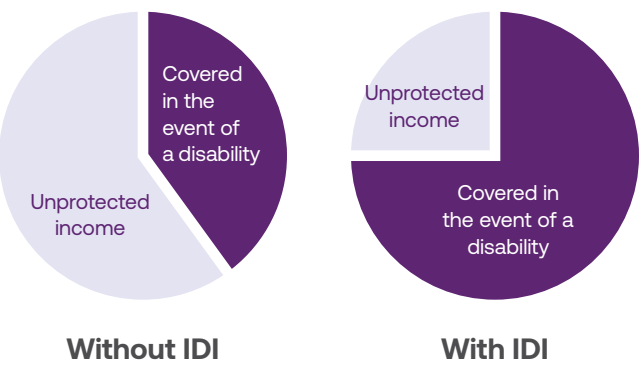 Covered
in the
event of
a disability
Unprotected
income
Without IDI
Unprotected
income
Covered in
the event of a
disability
With IDI